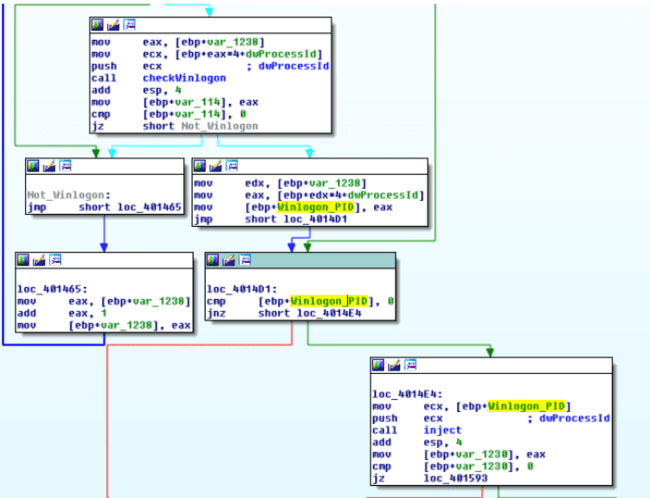 mov eax, [ebp+var_1238]
mov ecx, [ebp+eax*4+dwProcessId]
push ecx ; dwProcessId
call checkWinlogon
add esp, 4
mov [ebp+var_114], eax
cmp [ebp+var_114], 0
jz short Not_Winlogon
Not_Winlogon:
jmp short loc_401465
mov edx, [ebp+var_1238]
mov eax, [ebp+edx*4+dwProcessId]
mov [ebp+Winlogon_PID], eax
jmp short loc_4014D1
loc_401465:
mov eax, [ebp+var_1238]
add eax, 1
mov [ebp+var_1238], eax
loc_4014D1:
cmp [ebp+Winlogon_PID], 0
jnz short loc_4014E4
loc_4014E4:
mov ecx, [ebp+Winlogon_PID]
push ecx ; dwProcessId
call inject
add esp, 4
mov [ebp+var_1230], eax
cmp [ebp+var_1230], 0
jz loc_401593